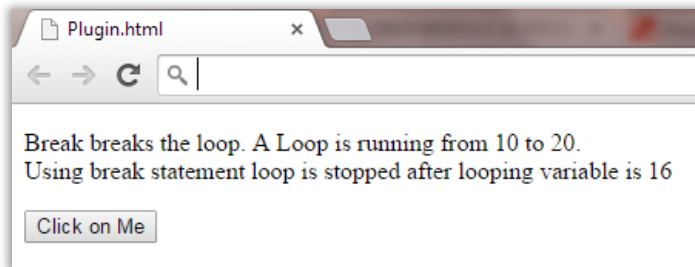 Plugin.html
Break breaks the loop. A Loop is running from 10 to 20.
Using break statement loop is stopped after looping variable is 16
Click on Me